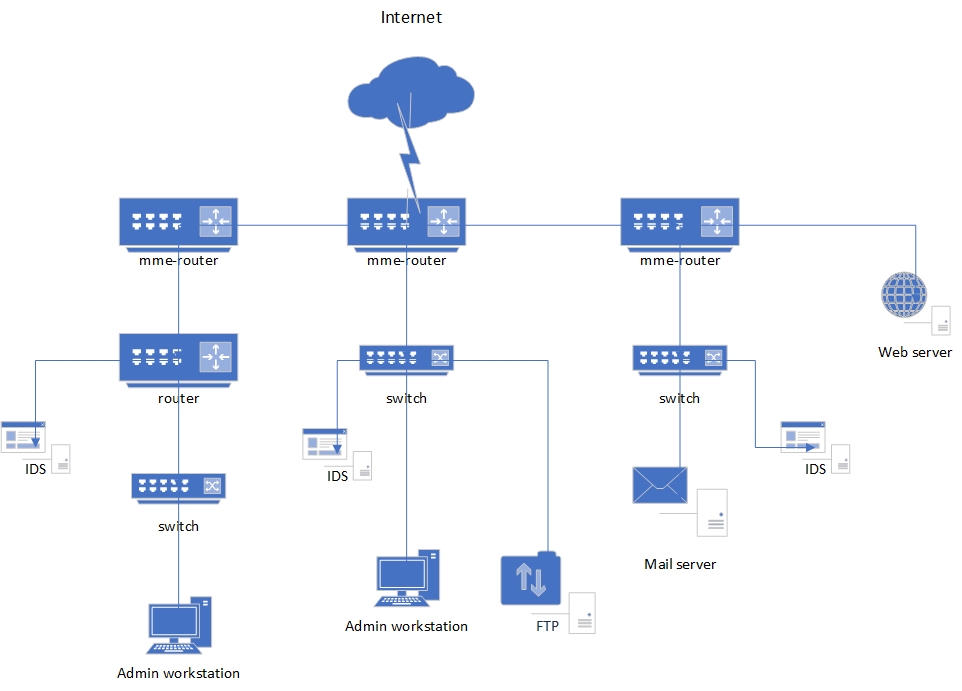 Internet
mme-router
mme-router
mme-router
Web server
router
switch
switch
IDS
IDS
IDS
switch
Mail server
Admin workstation
FTP
Admin workstation